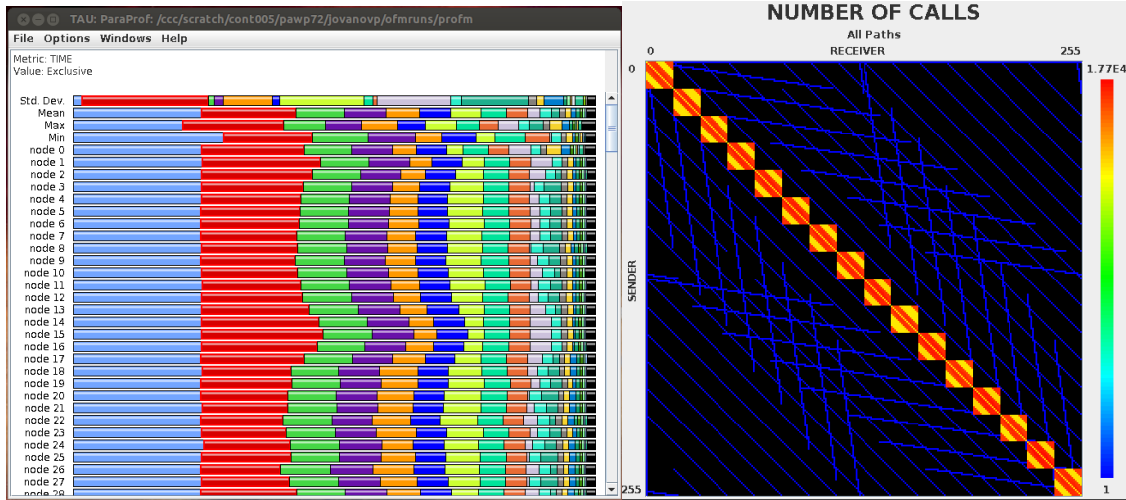 TAU: ParaProf: /ccc/scratch/cont005/pawp72/jovanovp/ofmruns/profm
File Options Windows Help
Metric: TIME
Value: Exclusive
Std. Dev.
Mean
Max
Min
node 0
node 1
node 2
node 3
node 4
node 5
node 6
node 7
node 8
node 9
node 10
node 11
node 12
node 13
node 14
node 15
node 16
node 17
node 18
node 19
node 20
node 21
node 22
node 23
node 24
node 25
node 26
node 27
node 28
NUMBER OF CALLS
All Paths
0 RECEIVER 255
0
SENDER
255
1.77E4
1